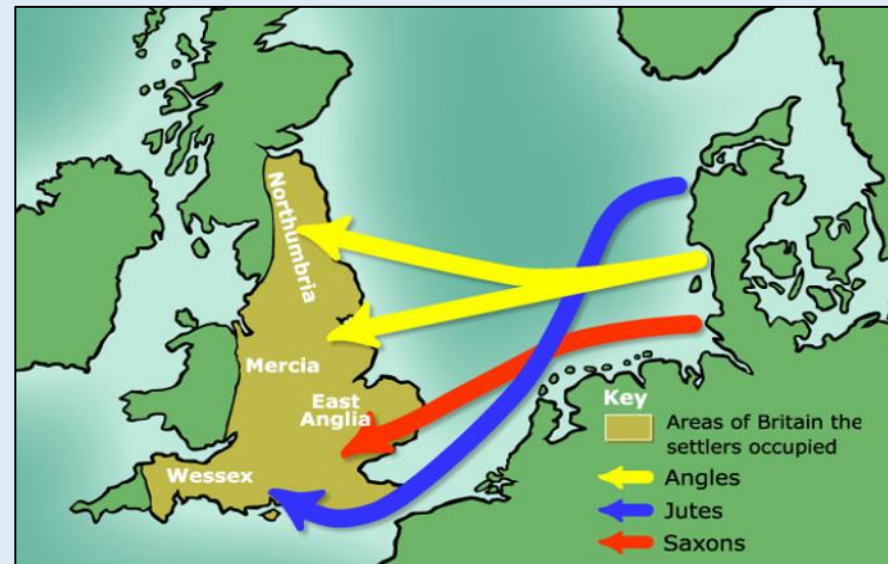 Northumbria
Mercia
East
Anglia
Wessex
Key
Areas of Britain the
settlers occupied
Angles
Jutes
Saxons